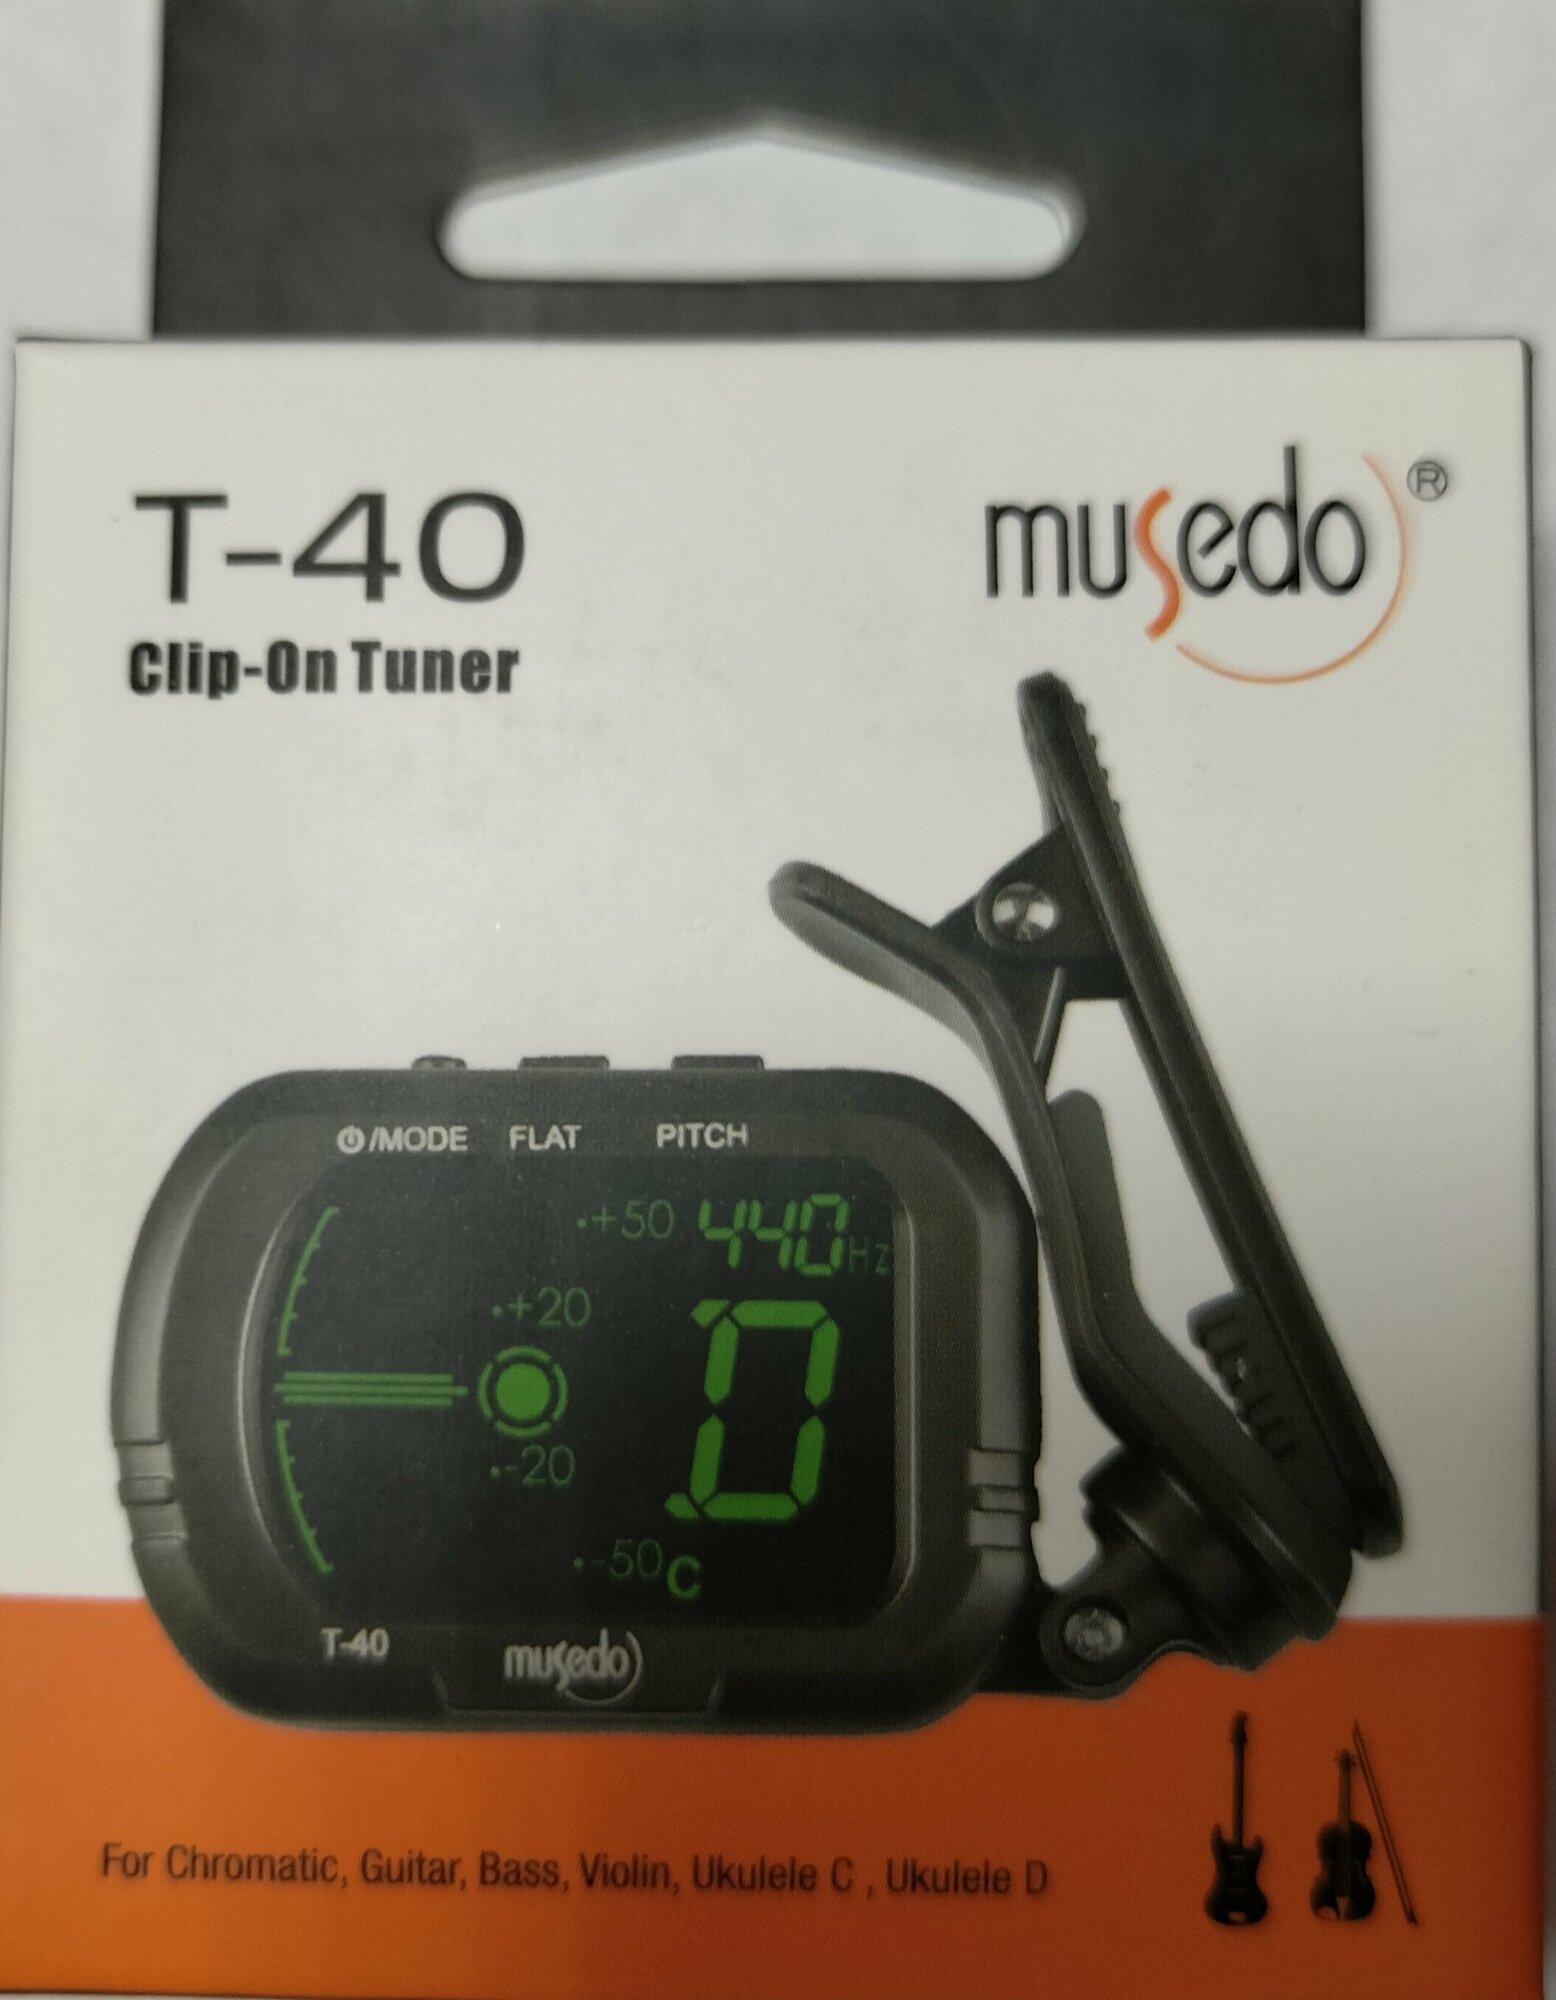 T-40
musedo®
Clip-On Tuner
/MODE FLAT PITCH
+50 440Hz
+20
D
-20
-50 C
T-40 musedo
For Chromatic, Guitar, Bass, Violin, Ukulele C , Ukulele D